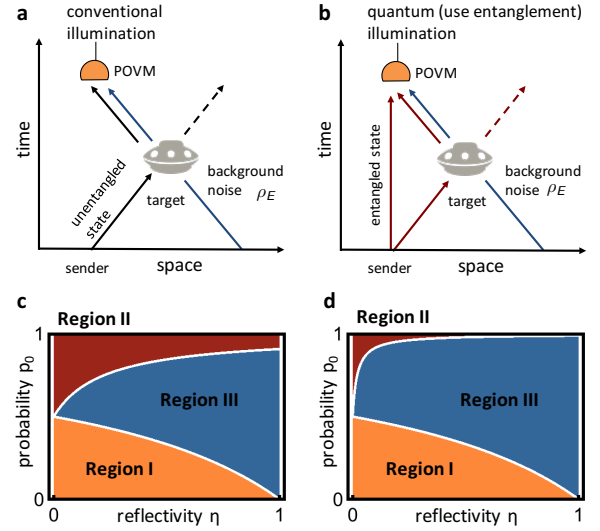 a
conventional
illumination
POVM
time
unentangled
state
target
background
noise ρE
sender
space
b
quantum (use entanglement)
illumination
POVM
time
entangled state
target
background
noise ρE
sender
space
c
Region II
1
probability p0
Region III
Region I
0
0
reflectivity η
1
d
Region II
1
probability p0
Region III
Region I
0
0
reflectivity η
1